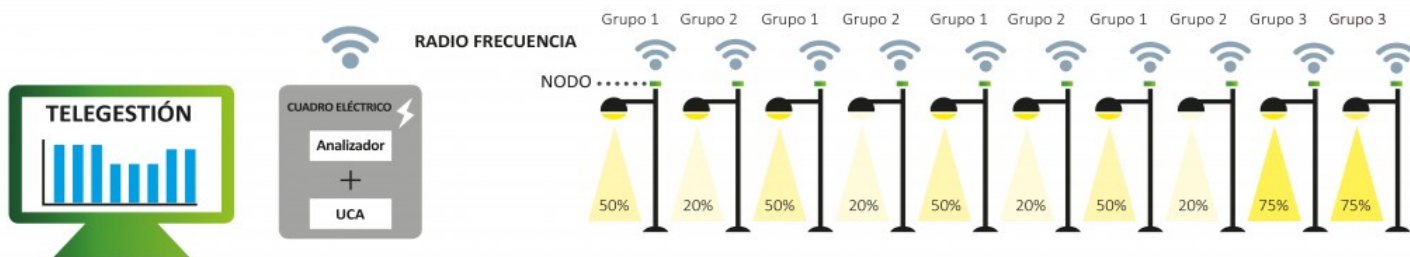 TELEGESTIÓN
CUADRO ELÉCTRICO
Analizador
+
UCA
RADIO FRECUENCIA
NODO
Grupo 1 Grupo 2 Grupo 1 Grupo 2 Grupo 1 Grupo 2 Grupo 1 Grupo 2 Grupo 3 Grupo 3
50% 20% 50% 20% 50% 20% 50% 20% 75% 75%